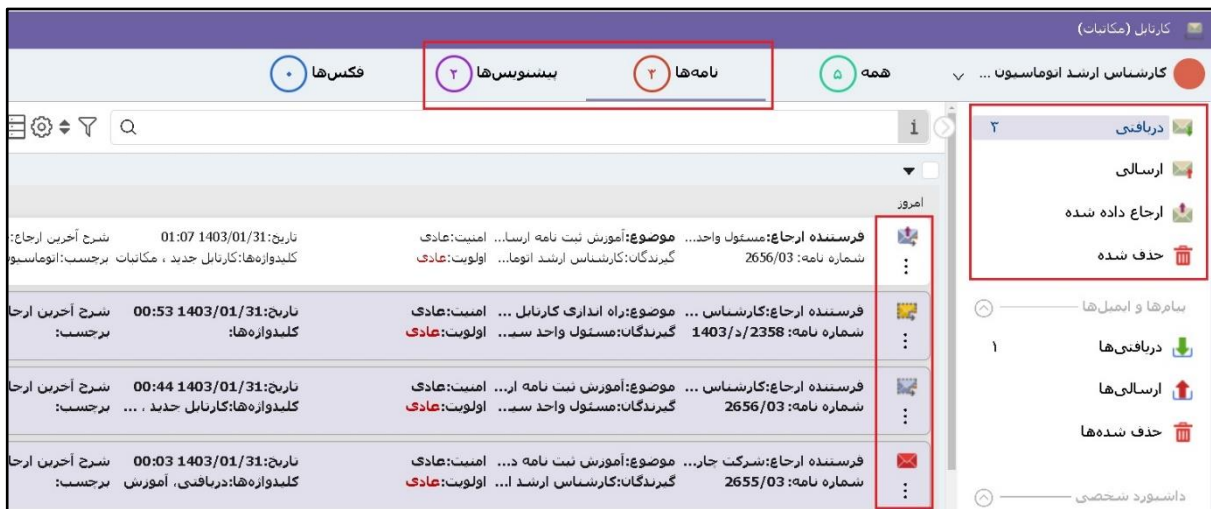 کارتابل (مکاتبات)
کارشناس ارشد اتوماسیون ...
همه ۵ نامه‌ها ۳ پیشنویس‌ها ۲ فکس‌ها ۰
دریافتی ۳
ارسالی
ارجاع داده شده
حذف شده
پیام‌ها و ایمیل‌ها
دریافتی‌ها ۱
ارسالی‌ها
حذف شده‌ها
داشبورد شخصی
i
امروز
فرستنده ارجاع:مسئول واحد... موضوع:آموزش ثبت نامه ارسا... امنیت:عادی تاریخ:1403/01/31 01:07 شرح آخرین ارجاع:
شماره نامه: 2656/03 گیرندگان:کارشناس ارشد اتوما... اولویت:عادی کلیدواژه‌ها:کارتابل جدید ، مکاتبات برچسب:اتوماسیو
فرستنده ارجاع:کارشناس ... موضوع:راه اندازی کارتابل ... امنیت:عادی تاریخ:1403/01/31 00:53 شرح آخرین ارجا
شماره نامه: 2358/د/1403 گیرندگان:مسئول واحد سیـ... اولویت:عادی کلیدواژه‌ها: برچسب:
فرستنده ارجاع:کارشناس ... موضوع:آموزش ثبت نامه ار... امنیت:عادی تاریخ:1403/01/31 00:44 شرح آخرین ارجا
شماره نامه: 2656/03 گیرندگان:مسئول واحد سیـ... اولویت:عادی کلیدواژه‌ها:کارتابل جدید ، ... برچسب:
فرستنده ارجاع:شرکت چار... موضوع:آموزش ثبت نامه د... امنیت:عادی تاریخ:1403/01/31 00:03 شرح آخرین ارجا
شماره نامه: 2655/03 گیرندگان:کارشناس ارشد ا... اولویت:عادی کلیدواژه‌ها:دریافتی، آموزش برچسب: